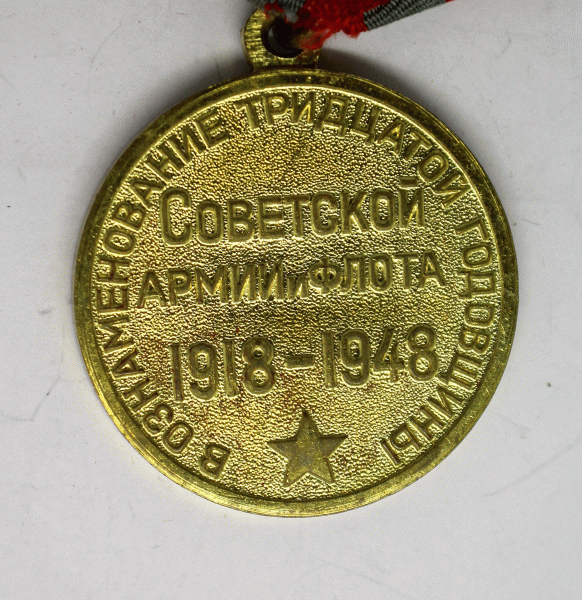 В ОЗНАМЕНОВАНИЕ ТРИДЦАТОЙ ГОДОВЩИНЫ
СОВЕТСКОЙ
АРМИИ и ФЛОТА
1918-1948